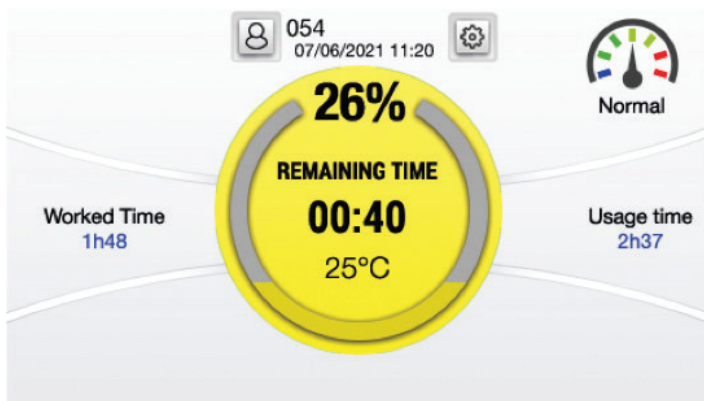 054
07/06/2021 11:20
Normal
26%
REMAINING TIME
00:40
25°C
Worked Time
1h48
Usage time
2h37